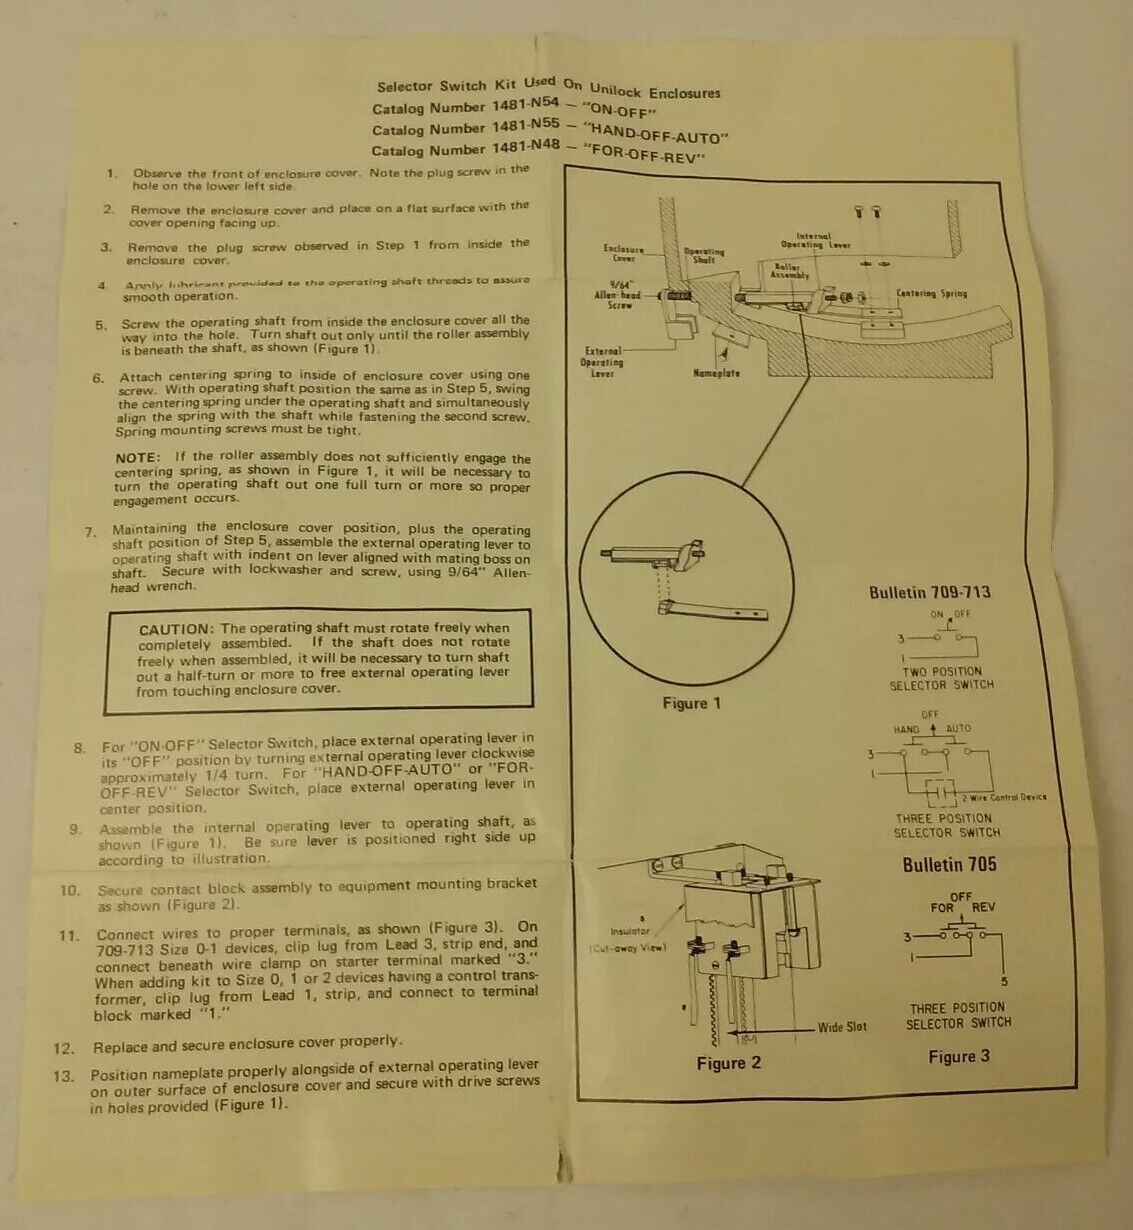 Selector Switch Kit Used On Unilock Enclosures
Catalog Number 1481-N54 — "ON-OFF"
Catalog Number 1481-N55 — "HAND-OFF-AUTO"
Catalog Number 1481-N48 — "FOR-OFF-REV"
1. Observe the front of enclosure cover. Note the plug screw in the
hole on the lower left side.
2. Remove the enclosure cover and place on a flat surface with the
cover opening facing up.
3. Remove the plug screw observed in Step 1 from inside the
enclosure cover.
4. Apply lubricant provided to the operating shaft threads to assure
smooth operation.
5. Screw the operating shaft from inside the enclosure cover all the
way into the hole. Turn shaft out only until the roller assembly
is beneath the shaft, as shown (Figure 1).
6. Attach centering spring to inside of enclosure cover using one
screw. With operating shaft position the same as in Step 5, swing
the centering spring under the operating shaft and simultaneously
align the spring with the shaft while fastening the second screw.
Spring mounting screws must be tight.
NOTE: If the roller assembly does not sufficiently engage the
centering spring, as shown in Figure 1, it will be necessary to
turn the operating shaft out one full turn or more so proper
engagement occurs.
7. Maintaining the enclosure cover position, plus the operating
shaft position of Step 5, assemble the external operating lever to
operating shaft with indent on lever aligned with mating boss on
shaft. Secure with lockwasher and screw, using 9/64" Allen-
head wrench.
CAUTION: The operating shaft must rotate freely when
completely assembled. If the shaft does not rotate
freely when assembled, it will be necessary to turn shaft
out a half-turn or more to free external operating lever
from touching enclosure cover.
8. For "ON-OFF" Selector Switch, place external operating lever in
its "OFF" position by turning external operating lever clockwise
approximately 1/4 turn. For "HAND-OFF-AUTO" or "FOR-
OFF-REV" Selector Switch, place external operating lever in
center position.
9. Assemble the internal operating lever to operating shaft, as
shown (Figure 1). Be sure lever is positioned right side up
according to illustration.
10. Secure contact block assembly to equipment mounting bracket
as shown (Figure 2).
11. Connect wires to proper terminals, as shown (Figure 3). On
709-713 Size 0-1 devices, clip lug from Lead 3, strip end, and
connect beneath wire clamp on starter terminal marked "3."
When adding kit to Size 0, 1 or 2 devices having a control trans-
former, clip lug from Lead 1, strip, and connect to terminal
block marked "1."
12. Replace and secure enclosure cover properly.
13. Position nameplate properly alongside of external operating lever
on outer surface of enclosure cover and secure with drive screws
in holes provided (Figure 1).
Enclosure
Cover
Operating
Shaft
Internal
Operating Lever
Roller
Assembly
9/64"
Allen-head
Screw
Centering Spring
External
Operating
Lever
Nameplate
Figure 1
Bulletin 709-713
ON OFF
3
1
TWO POSITION
SELECTOR SWITCH
OFF
HAND AUTO
3
1
2 Wire Control Device
THREE POSITION
SELECTOR SWITCH
Bulletin 705
OFF
FOR REV
3
1
5
THREE POSITION
SELECTOR SWITCH
Figure 3
Insulator
(Cut-away View)
Wide Slot
Figure 2